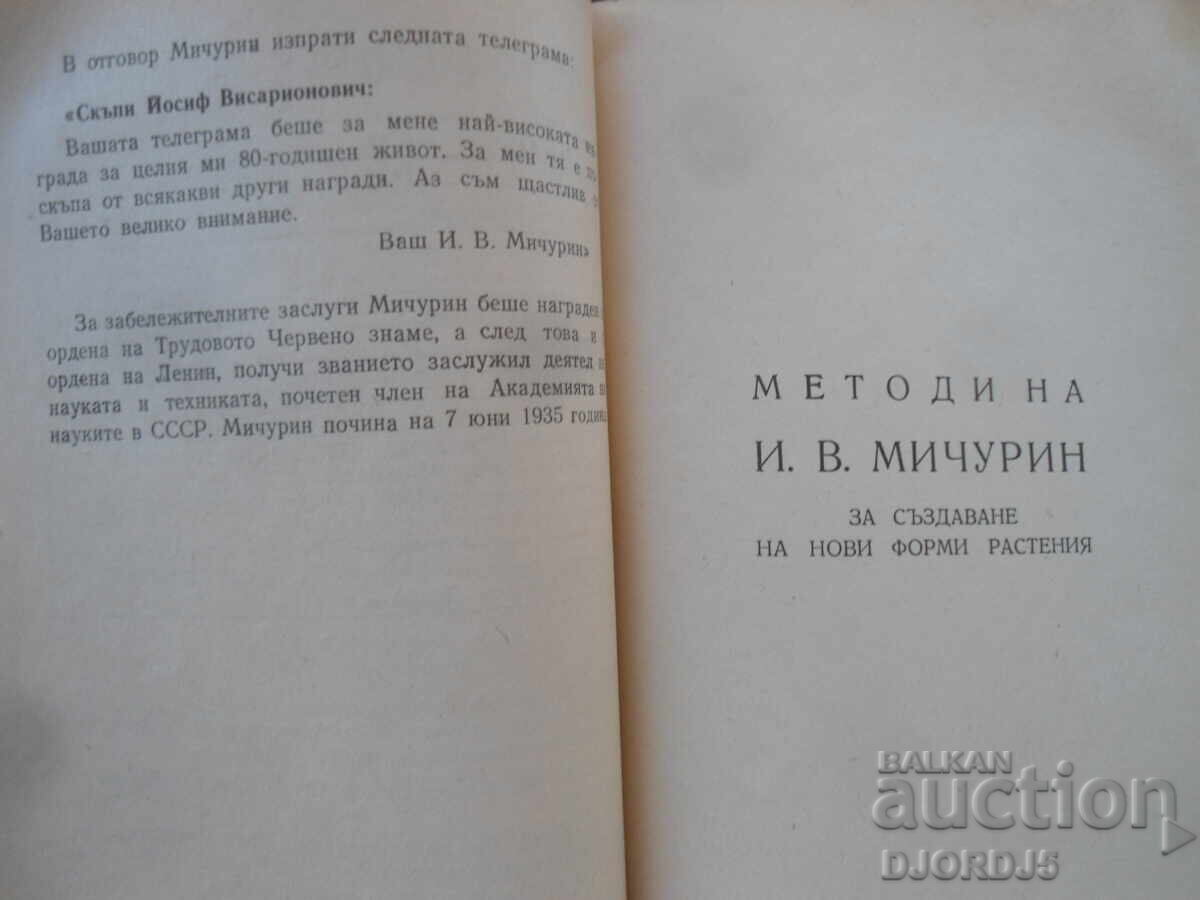 В отговор Мичурин изпрати следната телеграма:
«Скъпи Йосиф Висарионович:
Вашата телеграма беше за мене най-високата на-
града за целия ми 80-годишен живот. За мен тя е по-
скъпа от всякакви други награди. Аз съм щастлив с
Вашето велико внимание.
Ваш И. В. Мичурин»
За забележителните заслуги Мичурин беше награден
ордена на Трудовото Червено знаме, а след това и
ордена на Ленин, получи званието заслужил деятел
науката и техниката, почетен член на Академията на
науките в СССР. Мичурин почина на 7 юни 1935 година
МЕТОДИ НА
И. В. МИЧУРИН
ЗА СЪЗДАВАНЕ
НА НОВИ ФОРМИ РАСТЕНИЯ
BALKAN
auction
DJORDJ5